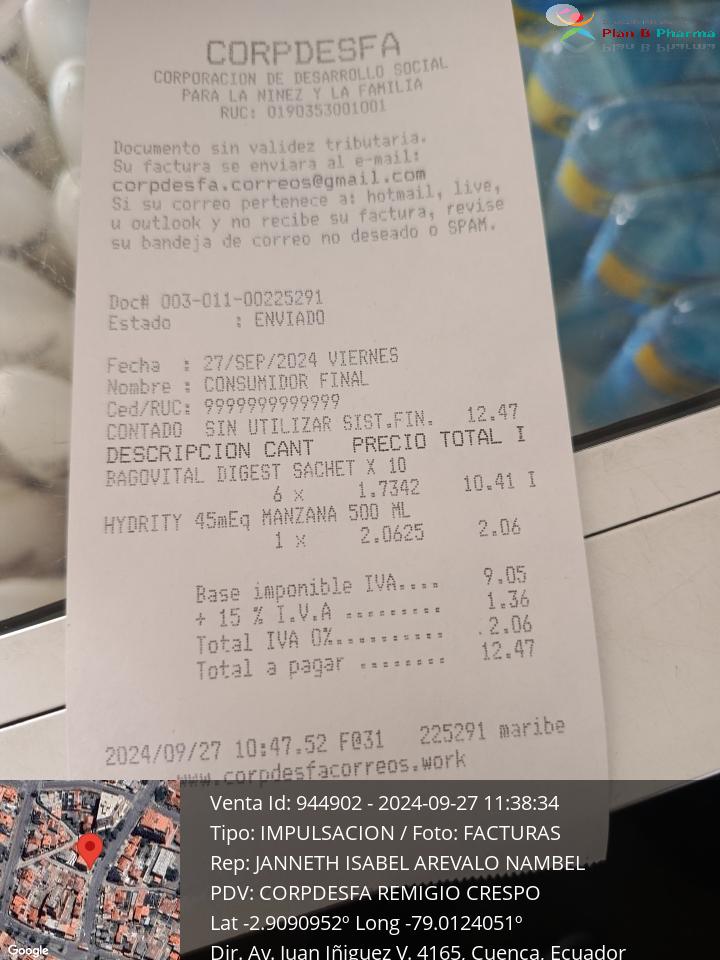 Plan B Pharma
CORPDESFA
CORPORACION DE DESARROLLO SOCIAL
PARA LA NINEZ Y LA FAMILIA
RUC: 0190353001001
Documento sin validez tributaria.
Su factura se enviara al e-mail:
corpdesfa.correos@gmail.com
Si su correo pertenece a: hotmail, live,
u outlook y no recibe su factura, revise
su bandeja de correo no deseado o SPAM.
Doc# 003-011-00225291
Estado : ENVIADO
Fecha : 27/SEP/2024 VIERNES
Nombre : CONSUMIDOR FINAL
Ced/RUC: 9999999999999
CONTADO SIN UTILIZAR SIST.FIN. 12.47
DESCRIPCION CANT PRECIO TOTAL I
BAGOVITAL DIGEST SACHET X 10
6 x 1.7342 10.41 I
HYDRITY 45mEq MANZANA 500 ML
1 x 2.0625 2.06
Base imponible IVA.... 9.05
+ 15 % I.V.A ......... 1.36
Total IVA 0%.......... 2.06
Total a pagar ........ 12.47
2024/09/27 10:47.52 F@31 225291 maribe
www.corpdesfacorreos.work
Venta Id: 944902 - 2024-09-27 11:38:34
Tipo: IMPULSACION / Foto: FACTURAS
Rep: JANNETH ISABEL AREVALO NAMBEL
PDV: CORPDESFA REMIGIO CRESPO
Lat -2.9090952º Long -79.0124051º
Dir. Av. Juan Iñiguez V. 4165, Cuenca, Ecuador
Google